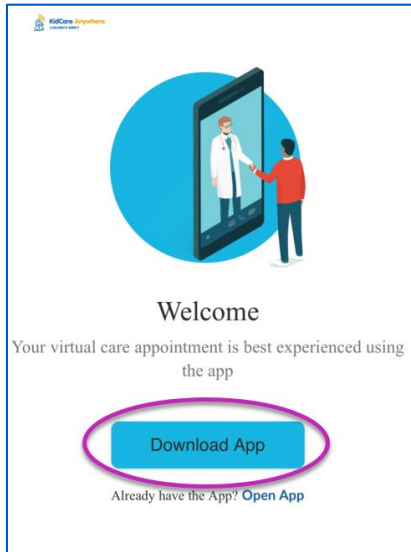 KidCare Anywhere
Welcome
Your virtual care appointment is best experienced using
the app
Download App
Already have the App? Open App